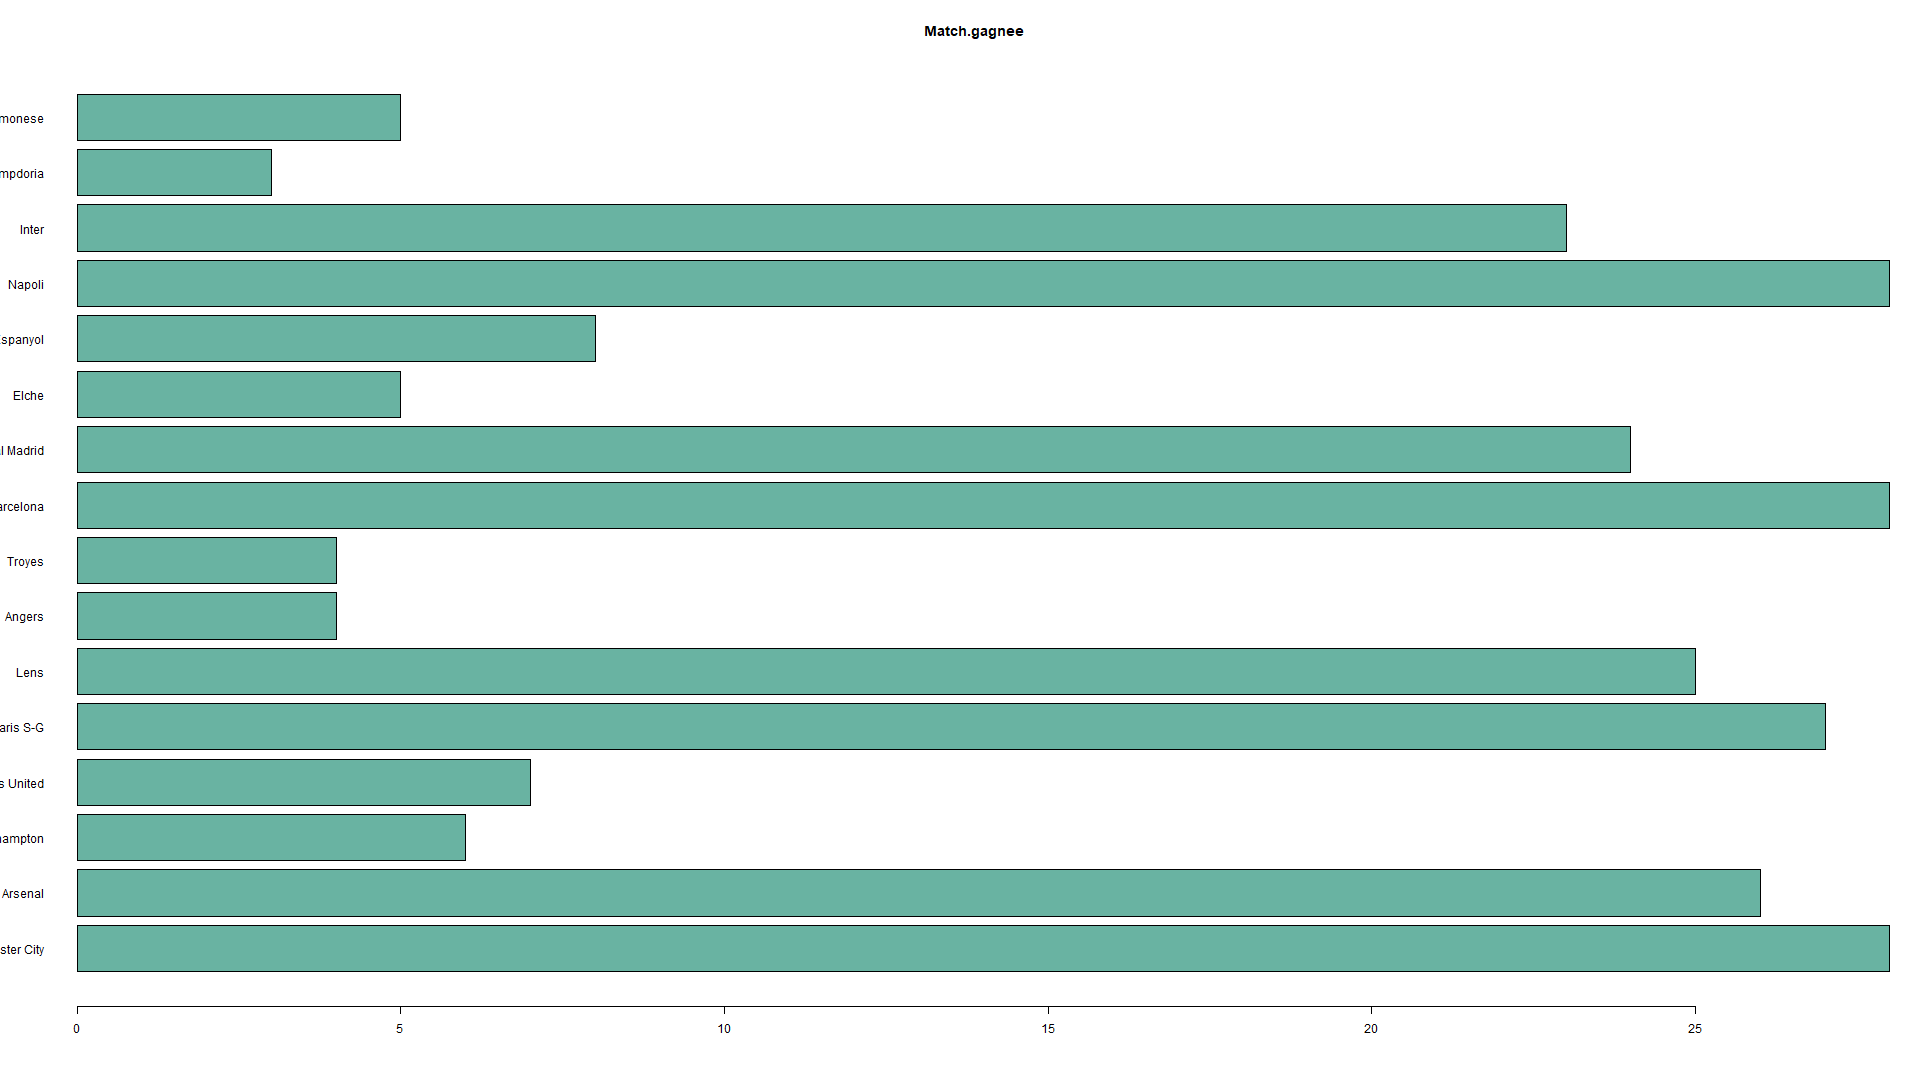 Match.gagnee
monese
mpdoria
Inter
Napoli
spanyol
Elche
l Madrid
arcelona
Troyes
Angers
Lens
aris S-G
s United
ampton
Arsenal
ster City
0 5 10 15 20 25